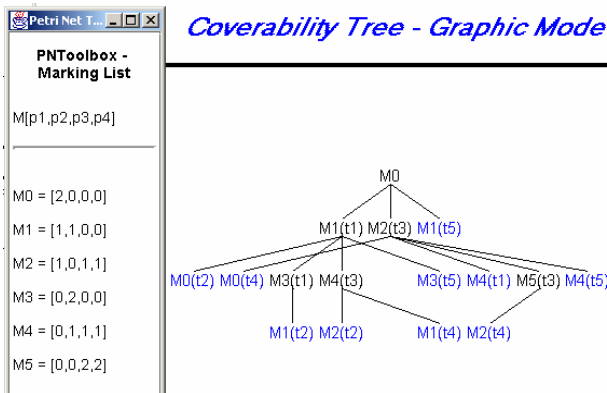 Petri Net T...
PNToolbox -
Marking List
M[p1,p2,p3,p4]
M0 = [2,0,0,0]
M1 = [1,1,0,0]
M2 = [1,0,1,1]
M3 = [0,2,0,0]
M4 = [0,1,1,1]
M5 = [0,0,2,2]
Coverability Tree - Graphic Mode
M0
M1(t1) M2(t3) M1(t5)
M0(t2) M0(t4) M3(t1) M4(t3) M3(t5) M4(t1) M5(t3) M4(t5)
M1(t2) M2(t2) M1(t4) M2(t4)